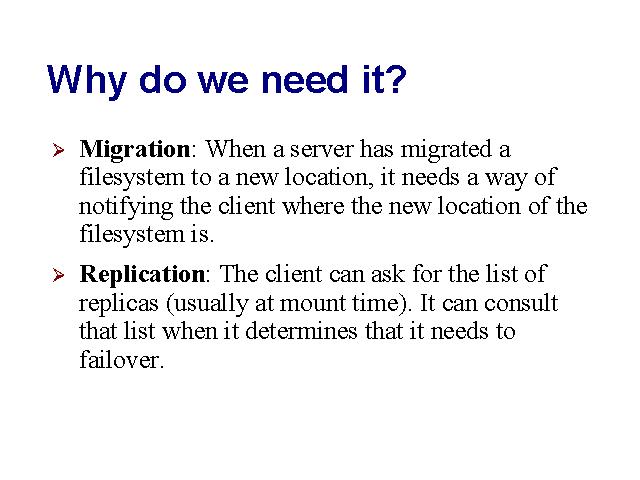 Why do we need it?
Migration: When a server has migrated a
filesystem to a new location, it needs a way of
notifying the client where the new location of the
filesystem is.
Replication: The client can ask for the list of
replicas (usually at mount time). It can consult
that list when it determines that it needs to
failover.